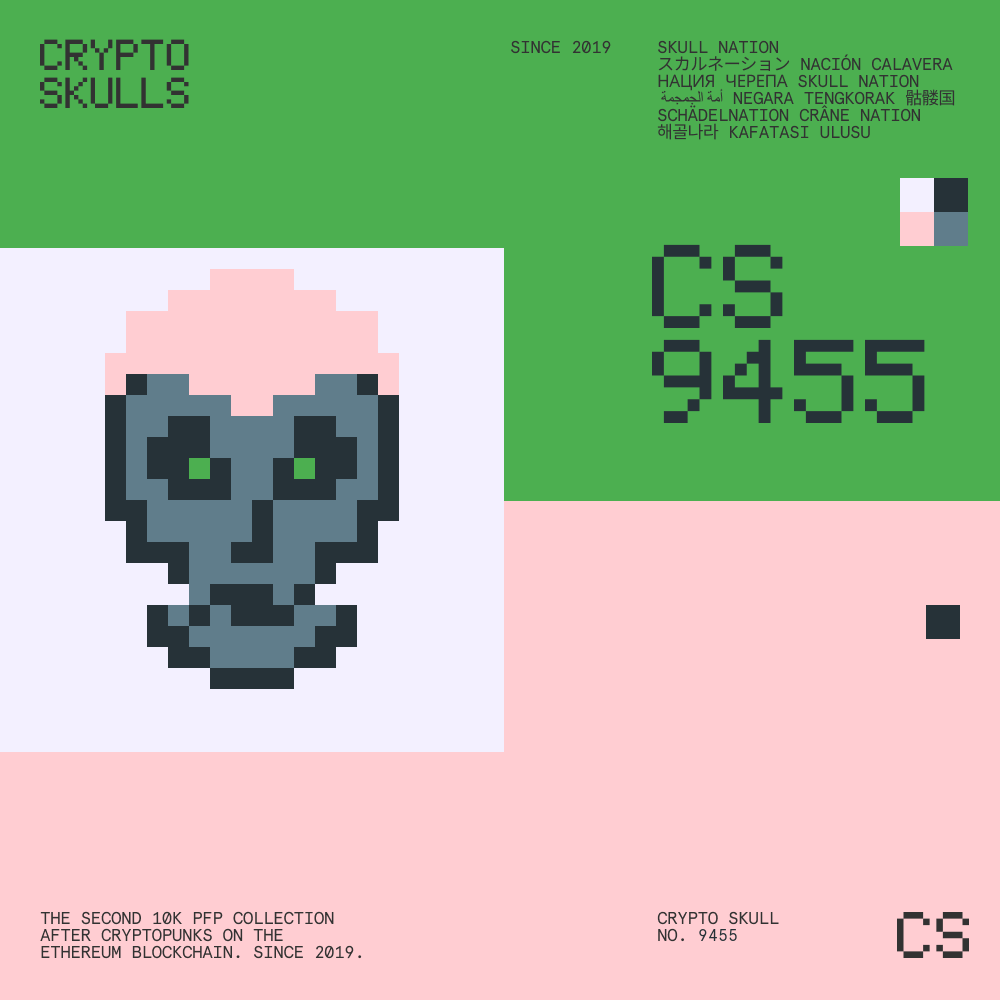 CRYPTO
SKULLS
SINCE 2019
SKULL NATION
スカルネーション NACIÓN CALAVERA
НАЦИЯ ЧЕРЕПА SKULL NATION
أمة الجمجمة NEGARA TENGKORAK 骷髅国
SCHÄDELNATION CRÂNE NATION
해골나라 KAFATASI ULUSU
CS
9455
THE SECOND 10K PFP COLLECTION
AFTER CRYPTOPUNKS ON THE
ETHEREUM BLOCKCHAIN. SINCE 2019.
CRYPTO SKULL
NO. 9455
CS